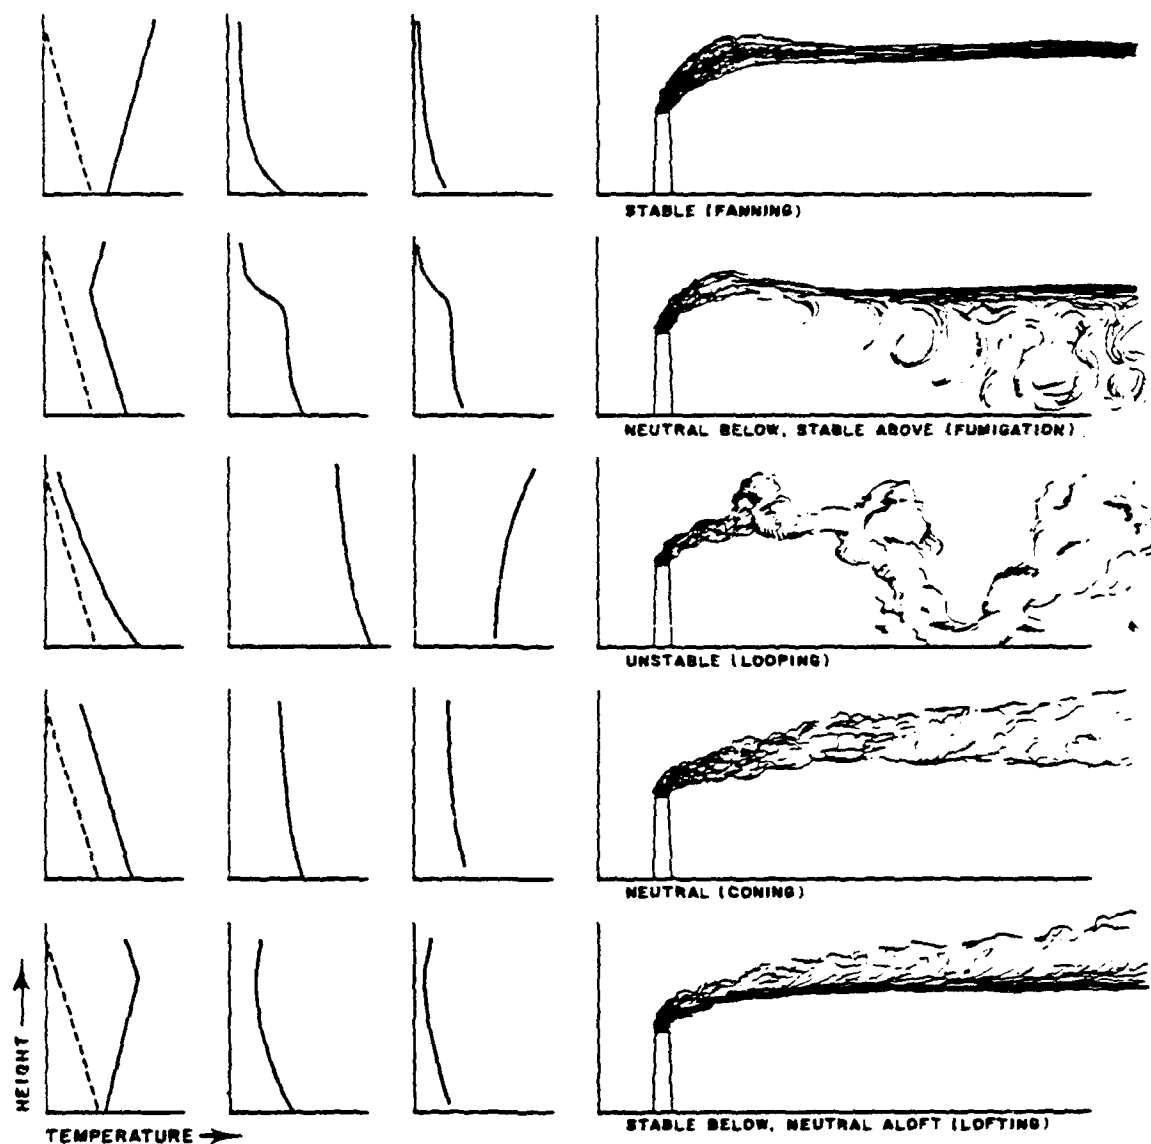 STABLE (FANNING)
NEUTRAL BELOW, STABLE ABOVE (FUMIGATION)
UNSTABLE (LOOPING)
NEUTRAL (CONING)
HEIGHT
STABLE BELOW, NEUTRAL ALOFT (LOFTING)
TEMPERATURE